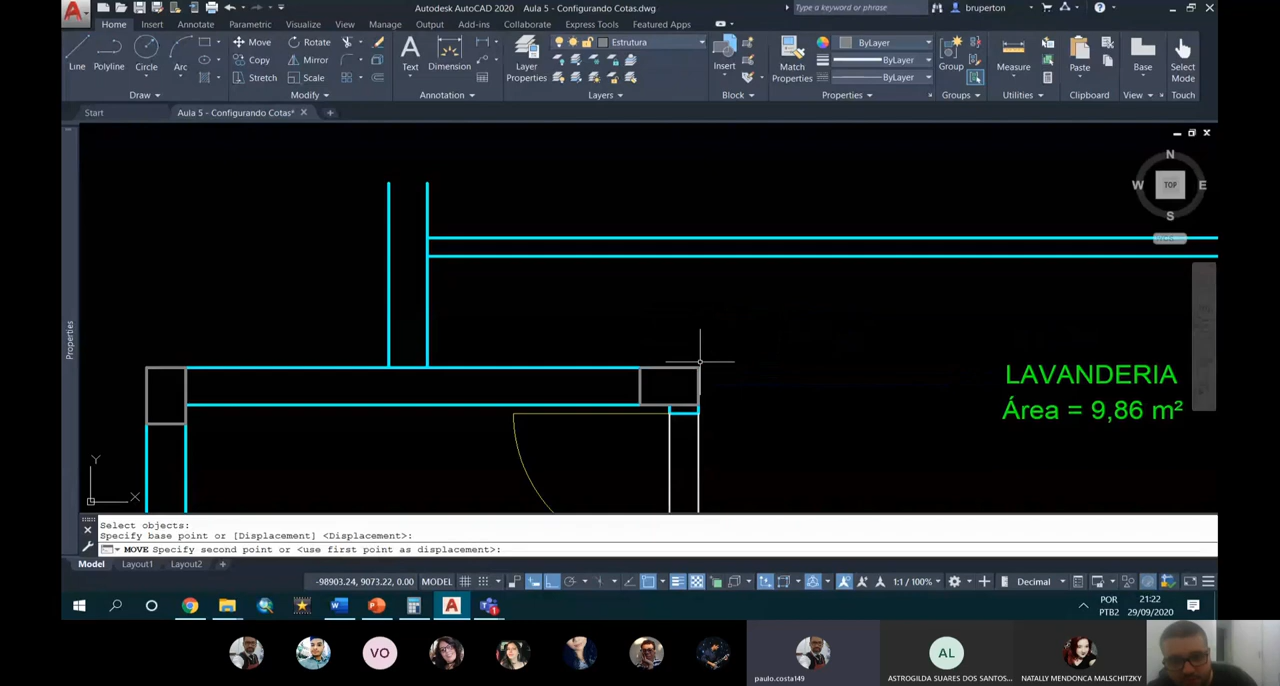 Autodesk AutoCAD 2020 Aula 5 - Configurando Cotas.dwg
Type a keyword or phrase
bruperton
Home Insert Annotate Parametric Visualize View Manage Output Add-ins Collaborate Express Tools Featured Apps
Line Polyline Circle Arc
Move Rotate
Copy Mirror
Stretch Scale
Text Dimension
Layer Properties
Estrutura
Insert
Match Properties
ByLayer
ByLayer
ByLayer
Group Measure Paste Base Select Mode
Draw Modify Annotation Layers Block Properties Groups Utilities Clipboard View Touch
Start Aula 5 - Configurando Cotas*
N
W TOP E
S
Properties
LAVANDERIA
Área = 9,86 m²
Y
X
Select objects:
Specify base point or [Displacement] <Displacement>:
MOVE Specify second point or <use first point as displacement>:
Model Layout1 Layout2
-98903.24, 9073.22, 0.00 MODEL 1:1 / 100% Decimal
POR
PTB2
21:22
29/09/2020
VO
AL
paulo.costa149
ASTROGILDA SUARES DOS SANTOS...
NATALLY MENDONCA MALSCHITZKY